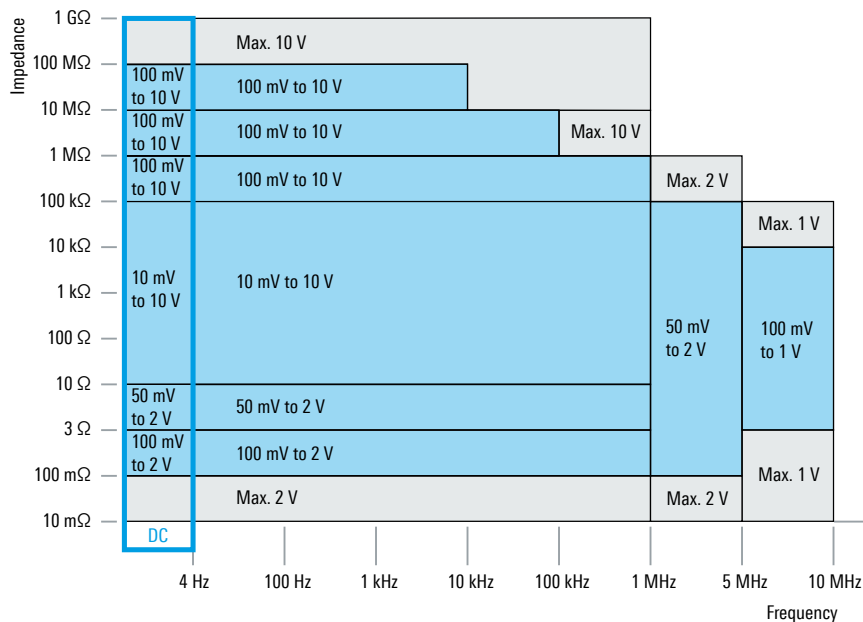 Impedance
1 GΩ
Max. 10 V
100 MΩ
100 mV
to 10 V
100 mV to 10 V
10 MΩ
100 mV
to 10 V
100 mV to 10 V
Max. 10 V
1 MΩ
100 mV
to 10 V
100 mV to 10 V
Max. 2 V
100 kΩ
Max. 1 V
10 kΩ
10 mV
to 10 V
10 mV to 10 V
1 kΩ
50 mV
to 2 V
100 mV
to 1 V
100 Ω
10 Ω
50 mV
to 2 V
50 mV to 2 V
3 Ω
100 mV
to 2 V
100 mV to 2 V
100 mΩ
Max. 1 V
Max. 2 V
Max. 2 V
10 mΩ
DC
4 Hz
100 Hz
1 kHz
10 kHz
100 kHz
1 MHz
5 MHz
10 MHz
Frequency